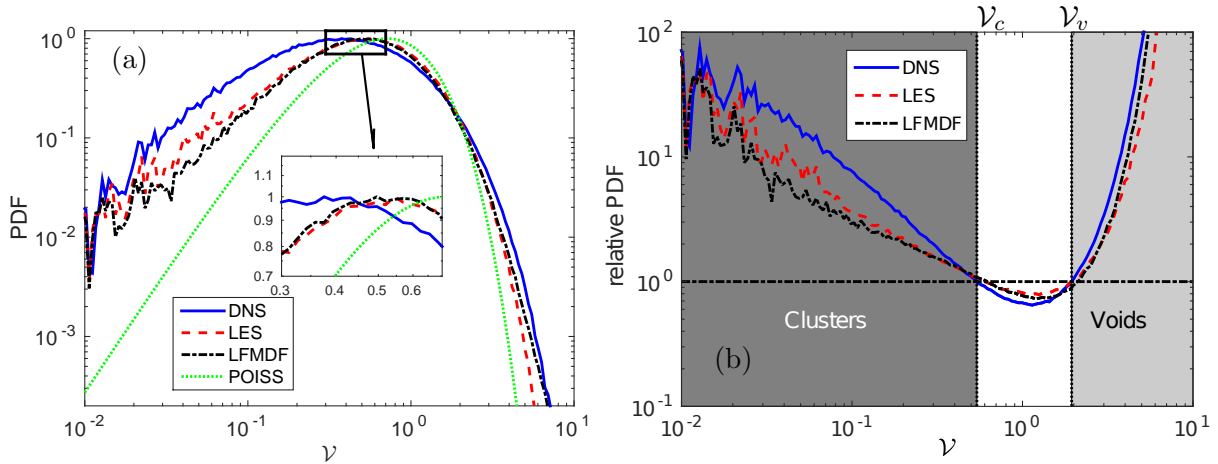 (a)
PDF
10^0
10^-1
10^-2
10^-3
1
0.9
0.8
0.7
0.3
0.4
0.5
0.6
DNS
LES
LFMDF
POISS
10^-2
10^-1
10^0
10^1
𝒱
𝒱_c
𝒱_v
relative PDF
10^2
10^1
10^0
10^-1
DNS
LES
LFMDF
Clusters
Voids
(b)
10^-2
10^-1
10^0
10^1
𝒱